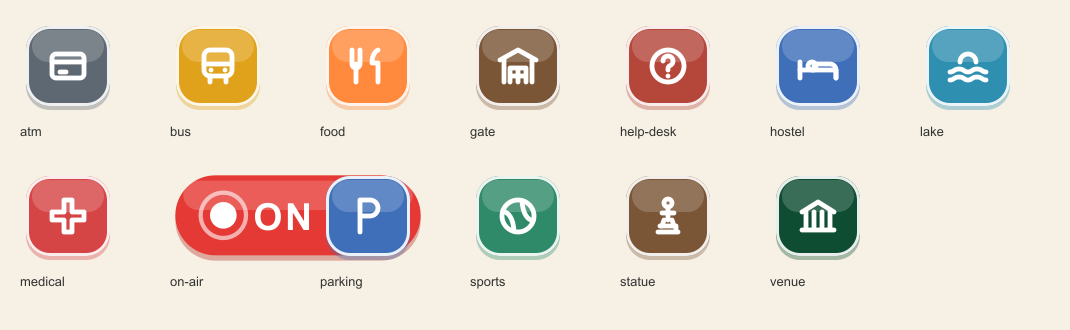 atm
bus
food
gate
help-desk
hostel
lake
ON
P
medical
on-air
parking
sports
statue
venue